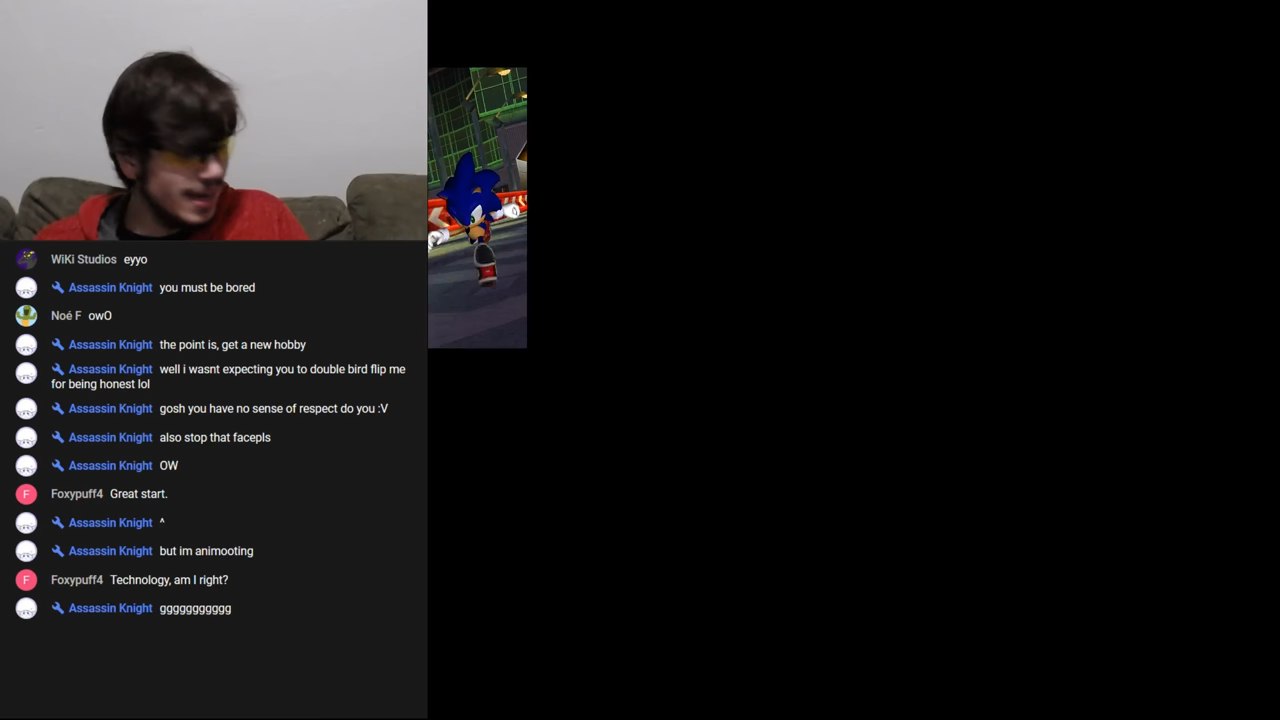 WiKi Studios eyyo
Assassin Knight you must be bored
Noé F owO
Assassin Knight the point is, get a new hobby
Assassin Knight well i wasnt expecting you to double bird flip me
for being honest lol
Assassin Knight gosh you have no sense of respect do you :V
Assassin Knight also stop that facepls
Assassin Knight OW
F Foxypuff4 Great start.
Assassin Knight ^
Assassin Knight but im animooting
F Foxypuff4 Technology, am I right?
Assassin Knight ggggggggggg